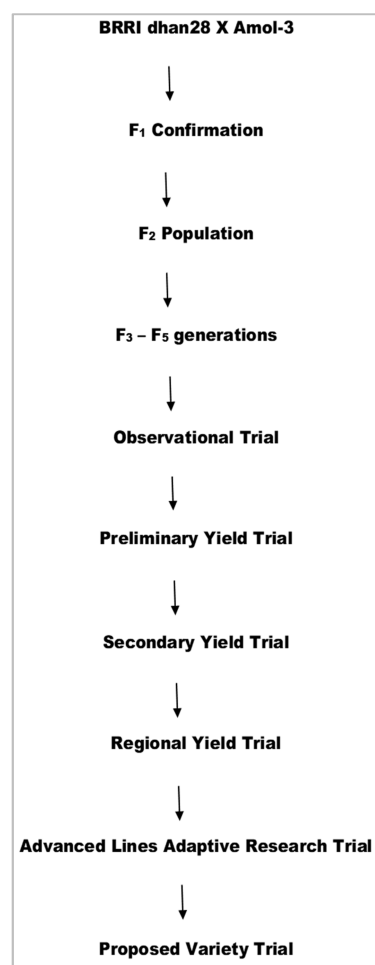 BRRI dhan28 X Amol-3
F₁ Confirmation
F₂ Population
F₃ – F₅ generations
Observational Trial
Preliminary Yield Trial
Secondary Yield Trial
Regional Yield Trial
Advanced Lines Adaptive Research Trial
Proposed Variety Trial